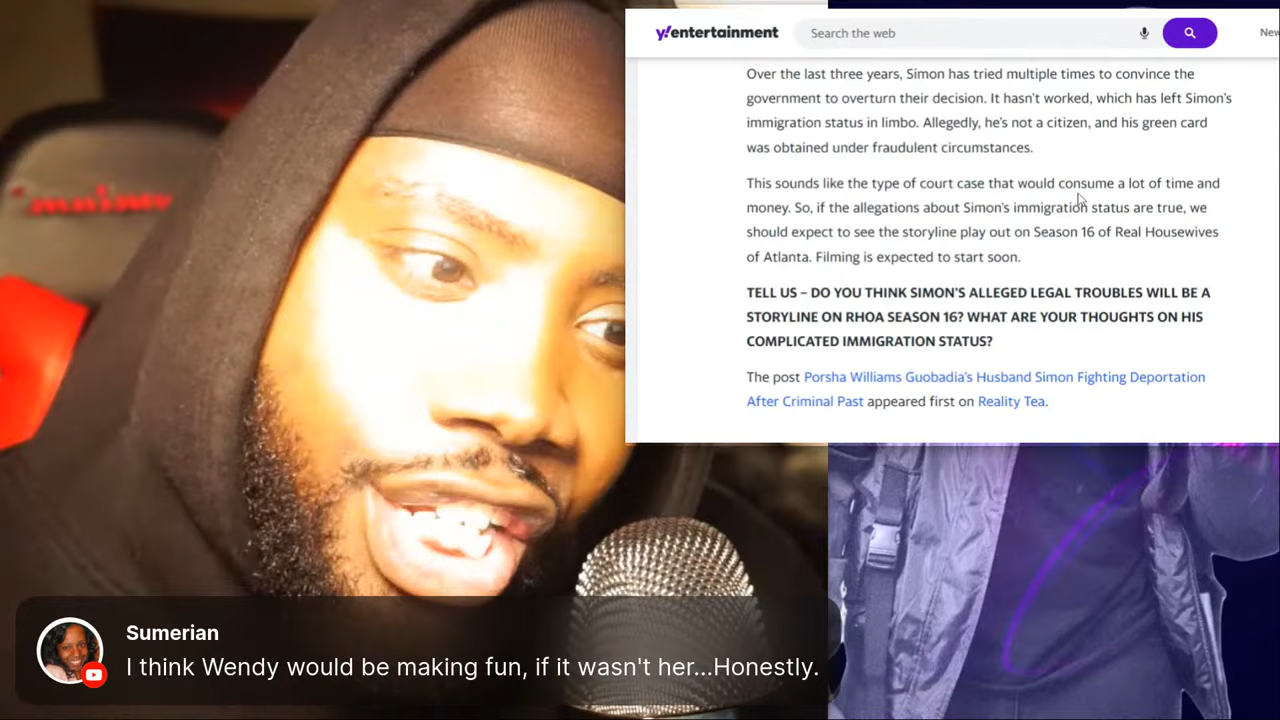 y!entertainment
Search the web
Over the last three years, Simon has tried multiple times to convince the
government to overturn their decision. It hasn't worked, which has left Simon's
immigration status in limbo. Allegedly, he's not a citizen, and his green card
was obtained under fraudulent circumstances.
This sounds like the type of court case that would consume a lot of time and
money. So, if the allegations about Simon's immigration status are true, we
should expect to see the storyline play out on Season 16 of Real Housewives
of Atlanta. Filming is expected to start soon.
TELL US – DO YOU THINK SIMON'S ALLEGED LEGAL TROUBLES WILL BE A
STORYLINE ON RHOA SEASON 16? WHAT ARE YOUR THOUGHTS ON HIS
COMPLICATED IMMIGRATION STATUS?
The post Porsha Williams Guobadia's Husband Simon Fighting Deportation
After Criminal Past appeared first on Reality Tea.
Sumerian
I think Wendy would be making fun, if it wasn't her...Honestly.